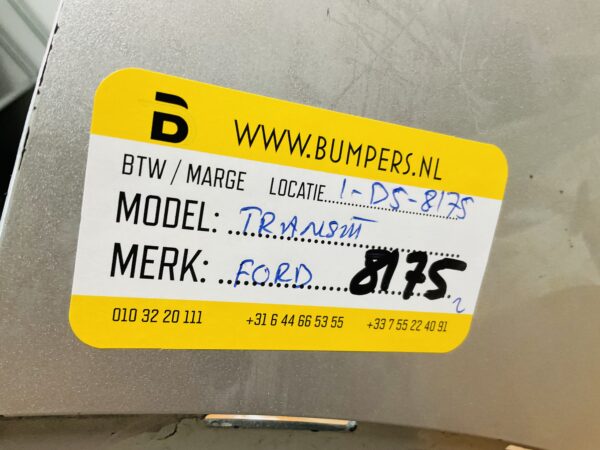 B WWW.BUMPERS.NL
BTW / MARGE LOCATIE 1-DS-8175
MODEL: TRANSIT
MERK: FORD 8175 2
010 32 20 111 +31 6 44 66 53 55 +33 7 55 22 40 91